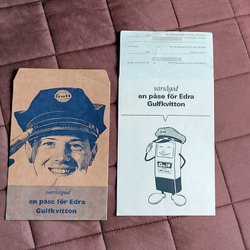 Gulf
varsågod
en påse för Edra
Gulfkvitton
varsågod
en påse för Edra
Gulfkvitton
Gulf